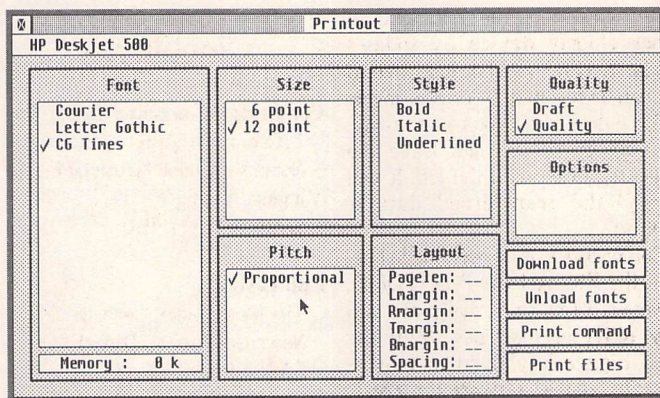 Printout
HP Deskjet 500
Font
Courier
Letter Gothic
✓ CG Times
Memory : 0 k
Size
6 point
✓ 12 point
Pitch
✓ Proportional
Style
Bold
Italic
Underlined
Layout
Pagelen: __
Lmargin: __
Rmargin: __
Tmargin: __
Bmargin: __
Spacing: __
Quality
Draft
✓ Quality
Options
Download fonts
Unload fonts
Print command
Print files